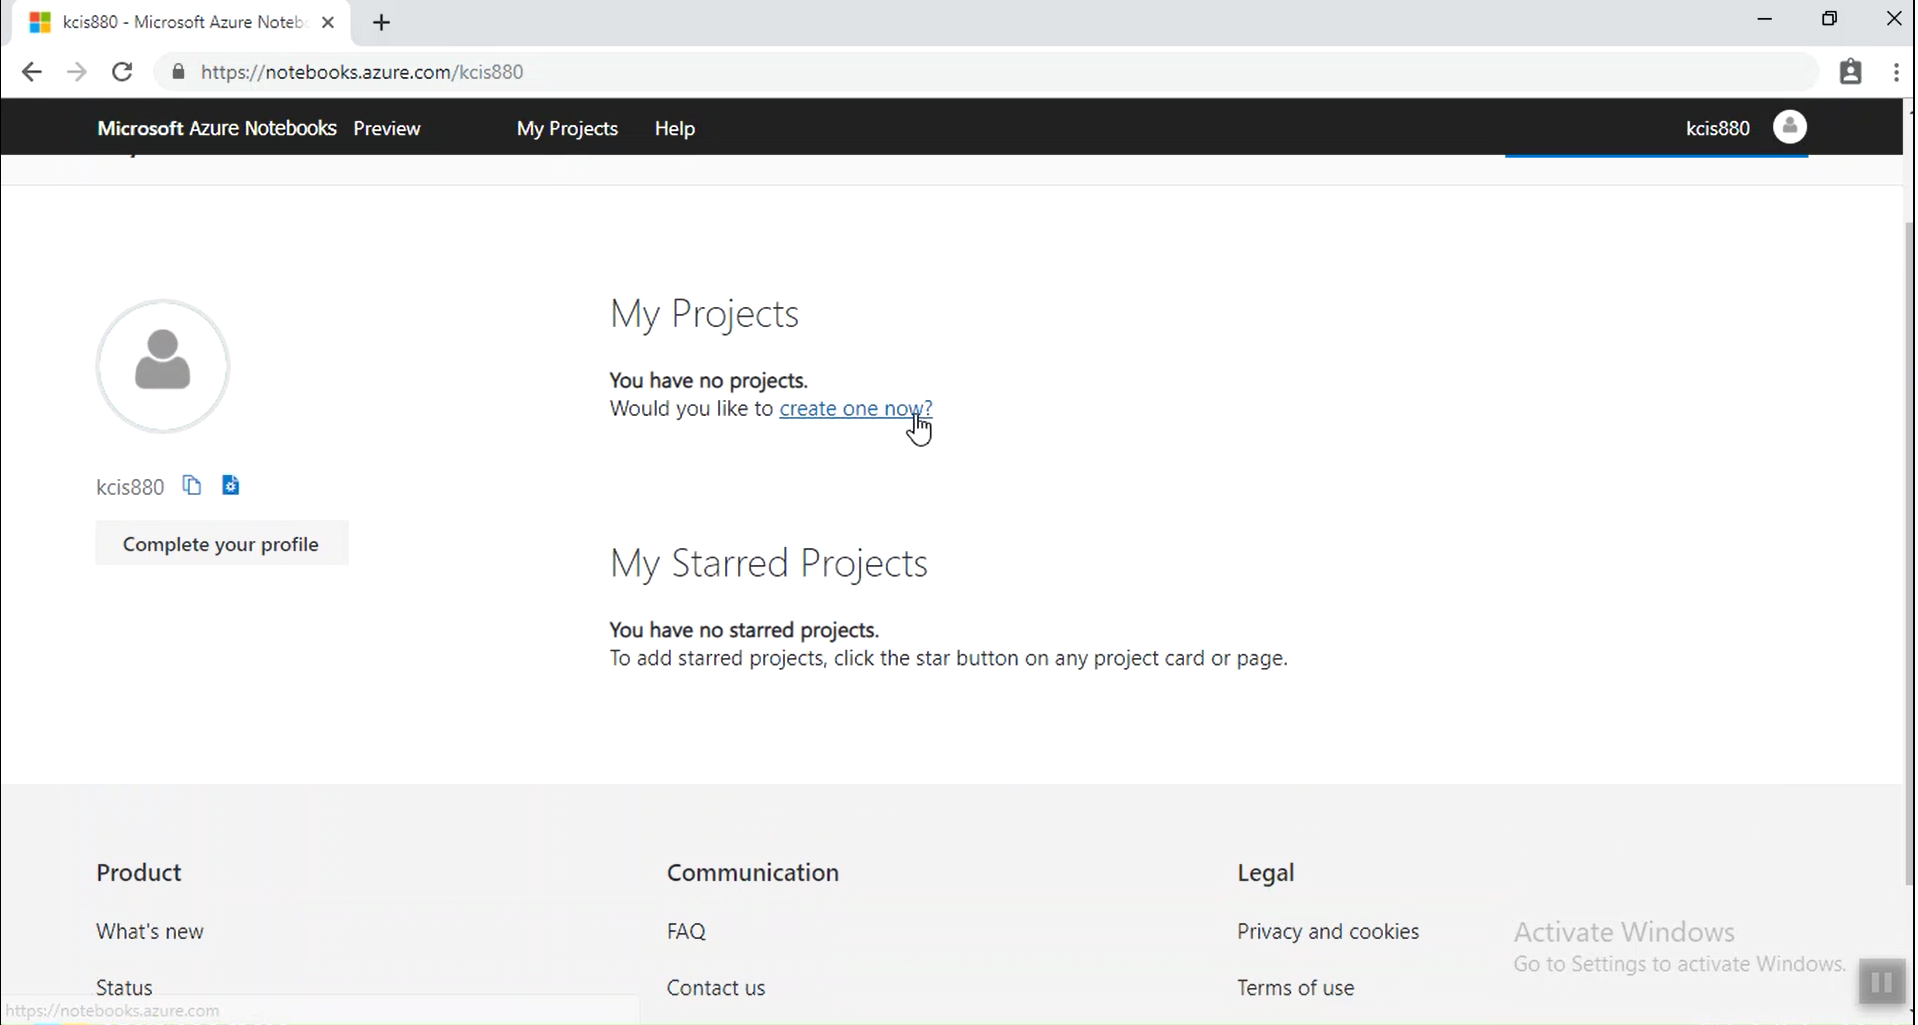 kcis880 - Microsoft Azure Noteb
https://notebooks.azure.com/kcis880
Microsoft Azure Notebooks Preview My Projects Help kcis880
My Projects
You have no projects.
Would you like to create one now?
kcis880
Complete your profile
My Starred Projects
You have no starred projects.
To add starred projects, click the star button on any project card or page.
Product Communication Legal
What's new FAQ Privacy and cookies
Status Contact us Terms of use
Activate Windows
Go to Settings to activate Windows.
https://notebooks.azure.com